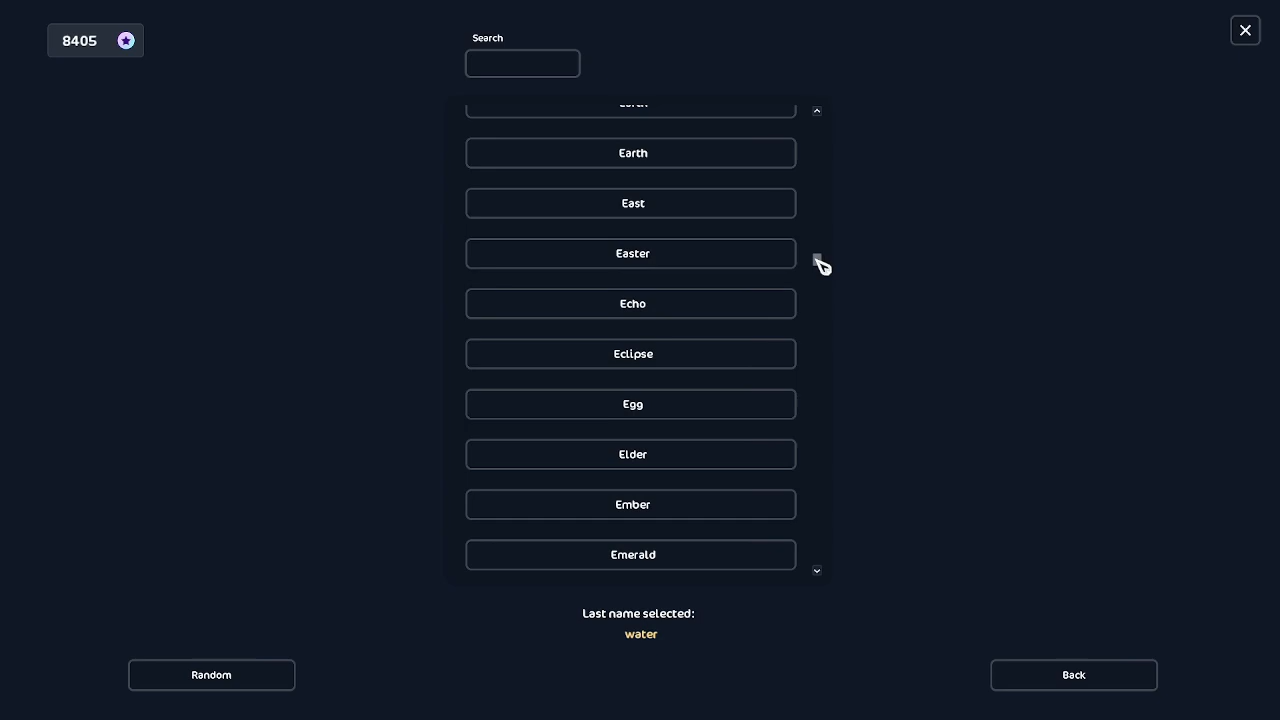 8405
Search
Earth
East
Easter
Echo
Eclipse
Egg
Elder
Ember
Emerald
Last name selected:
water
Random
Back